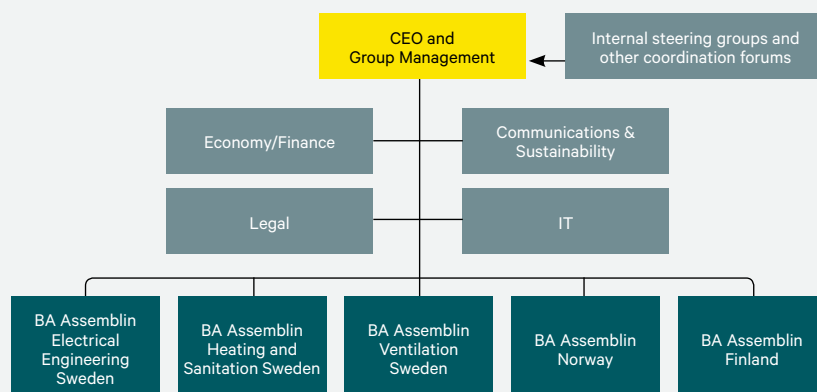 CEO and
Group Management
Internal steering groups and
other coordination forums
Economy/Finance
Communications &
Sustainability
Legal
IT
BA Assemblin
Electrical
Engineering
Sweden
BA Assemblin
Heating and
Sanitation Sweden
BA Assemblin
Ventilation
Sweden
BA Assemblin
Norway
BA Assemblin
Finland